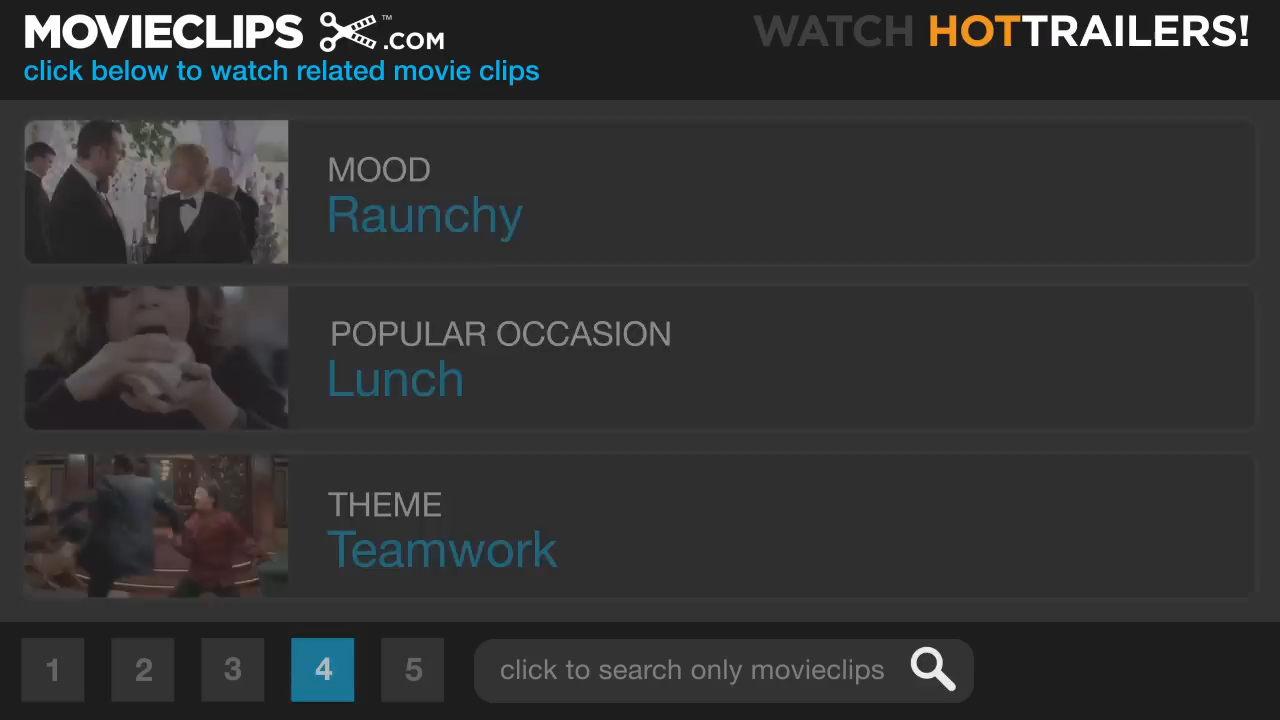 MOVIECLIPS™.COM
WATCH HOTTRAILERS!
click below to watch related movie clips
MOOD
Raunchy
POPULAR OCCASION
Lunch
THEME
Teamwork
1 2 3 4 5
click to search only movieclips